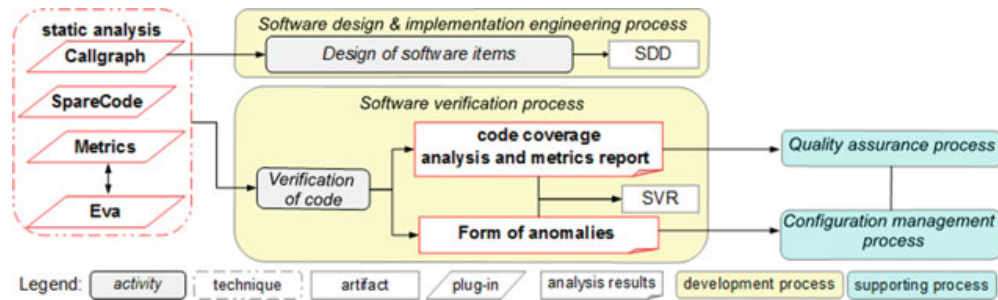 static analysis
Callgraph
SpareCode
Metrics
Eva
Software design & implementation engineering process
Design of software items
SDD
Software verification process
Verification
of code
code coverage
analysis and metrics report
SVR
Form of anomalies
Quality assurance process
Configuration management
process
Legend: activity technique artifact plug-in analysis results development process supporting process